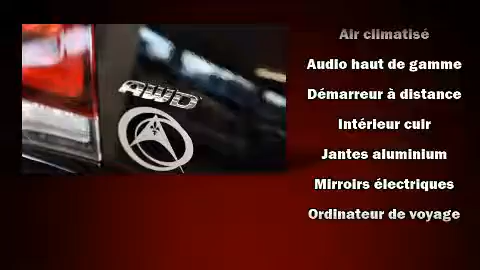 AWD
Air climatisé
Audio haut de gamme
Démarreur à distance
Intérieur cuir
Jantes aluminium
Mirroirs électriques
Ordinateur de voyage